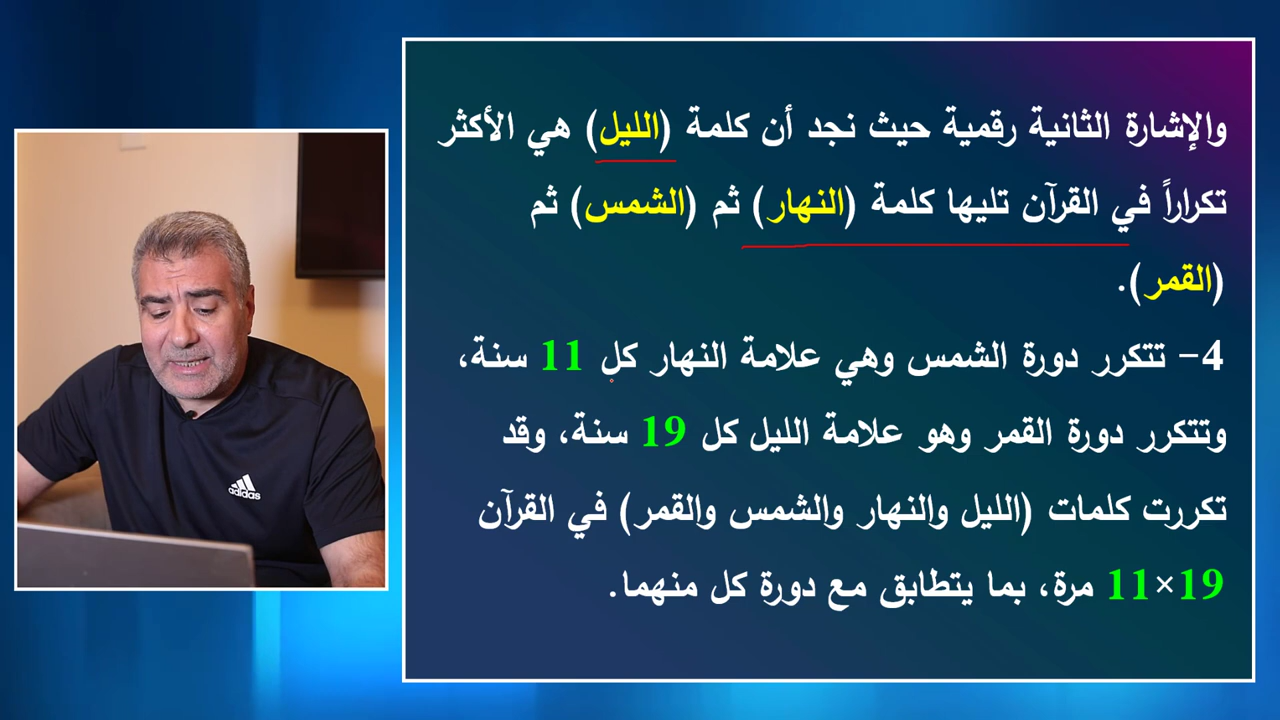 والإشارة الثانية رقمية حيث نجد أن كلمة (الليل) هي الأكثر
تكراراً في القرآن تليها كلمة (النهار) ثم (الشمس) ثم
(القمر).
4- تتكرر دورة الشمس وهي علامة النهار كل 11 سنة،
وتتكرر دورة القمر وهو علامة الليل كل 19 سنة، وقد
تكررت كلمات (الليل والنهار والشمس والقمر) في القرآن
19×11 مرة، بما يتطابق مع دورة كل منهما.
adidas